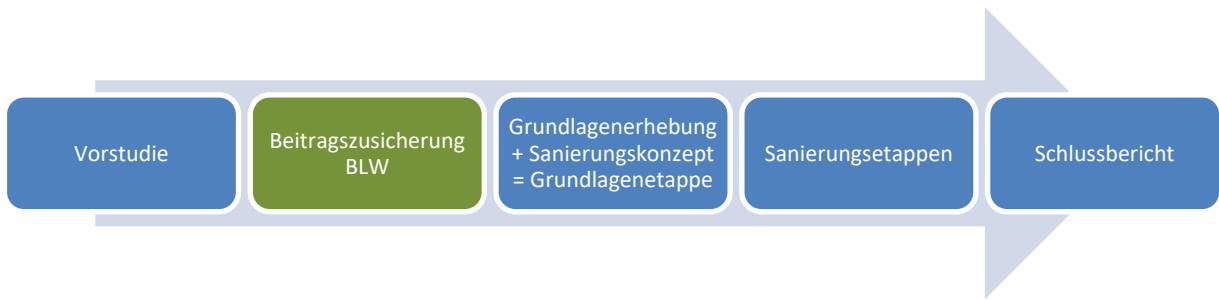 Vorstudie
Beitragszusicherung
BLW
Grundlagenerhebung
+ Sanierungskonzept
= Grundlagenetappe
Sanierungsetappen
Schlussbericht